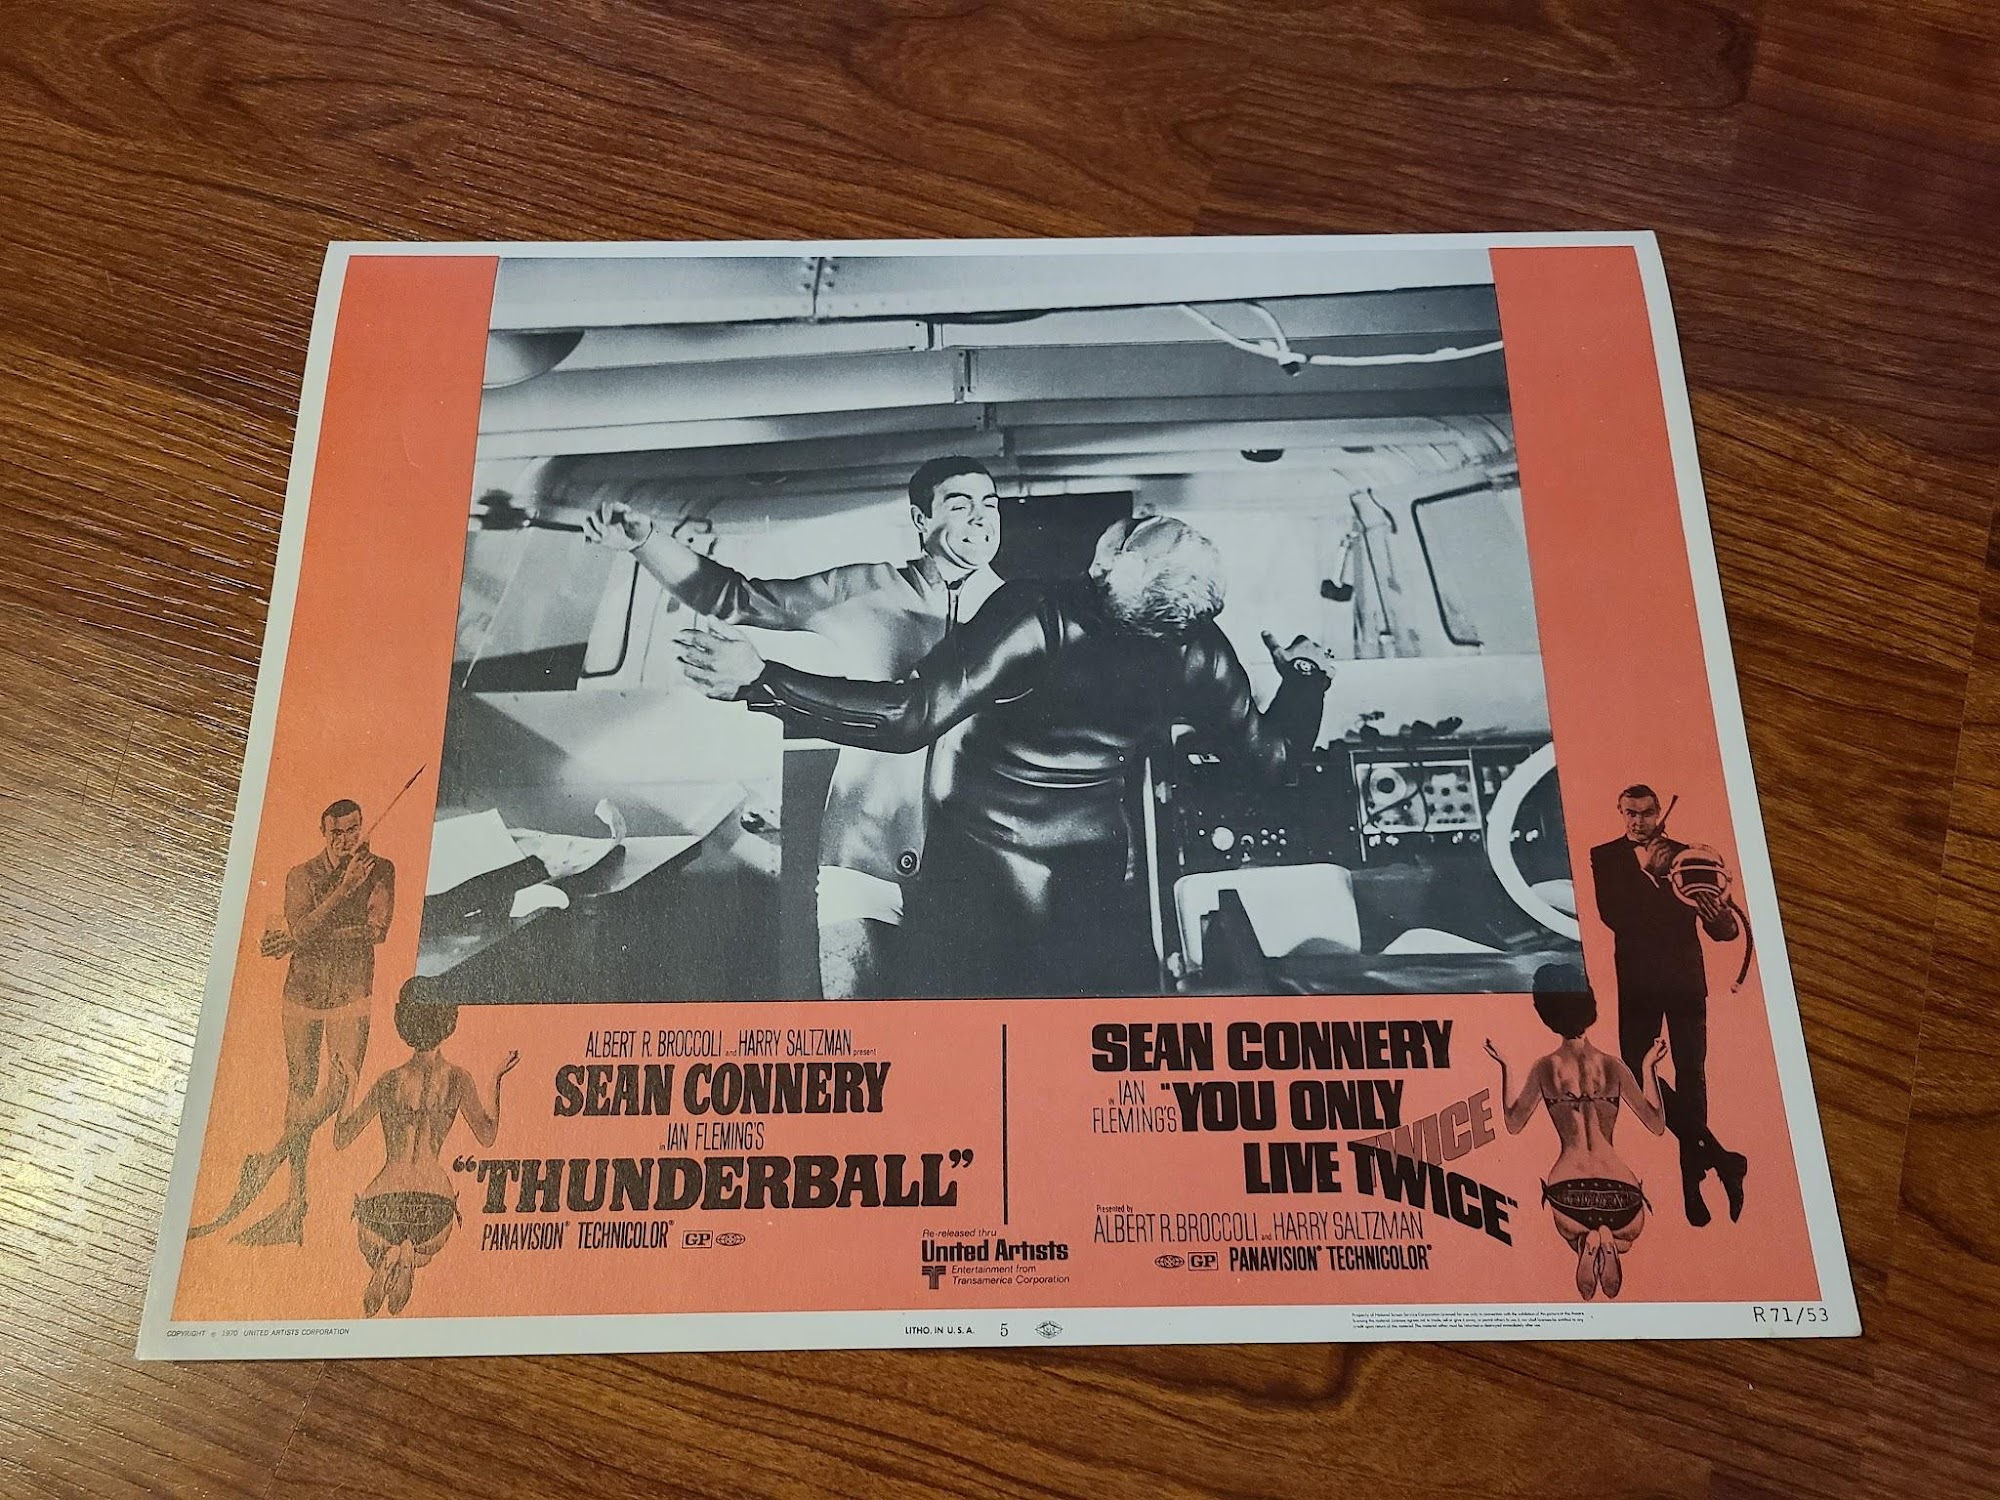 ALBERT R. BROCCOLI and HARRY SALTZMAN present
SEAN CONNERY
in IAN FLEMING'S
"THUNDERBALL"
PANAVISION® TECHNICOLOR® GP
Re-released thru
United Artists
Entertainment from
Transamerica Corporation
SEAN CONNERY
in IAN
FLEMING'S
"YOU ONLY
LIVE TWICE"
TWICE
Presented by
ALBERT R. BROCCOLI and HARRY SALTZMAN
GP PANAVISION® TECHNICOLOR®
COPYRIGHT © 1970 UNITED ARTISTS CORPORATION
LITHO. IN U.S.A. 5
R71/53